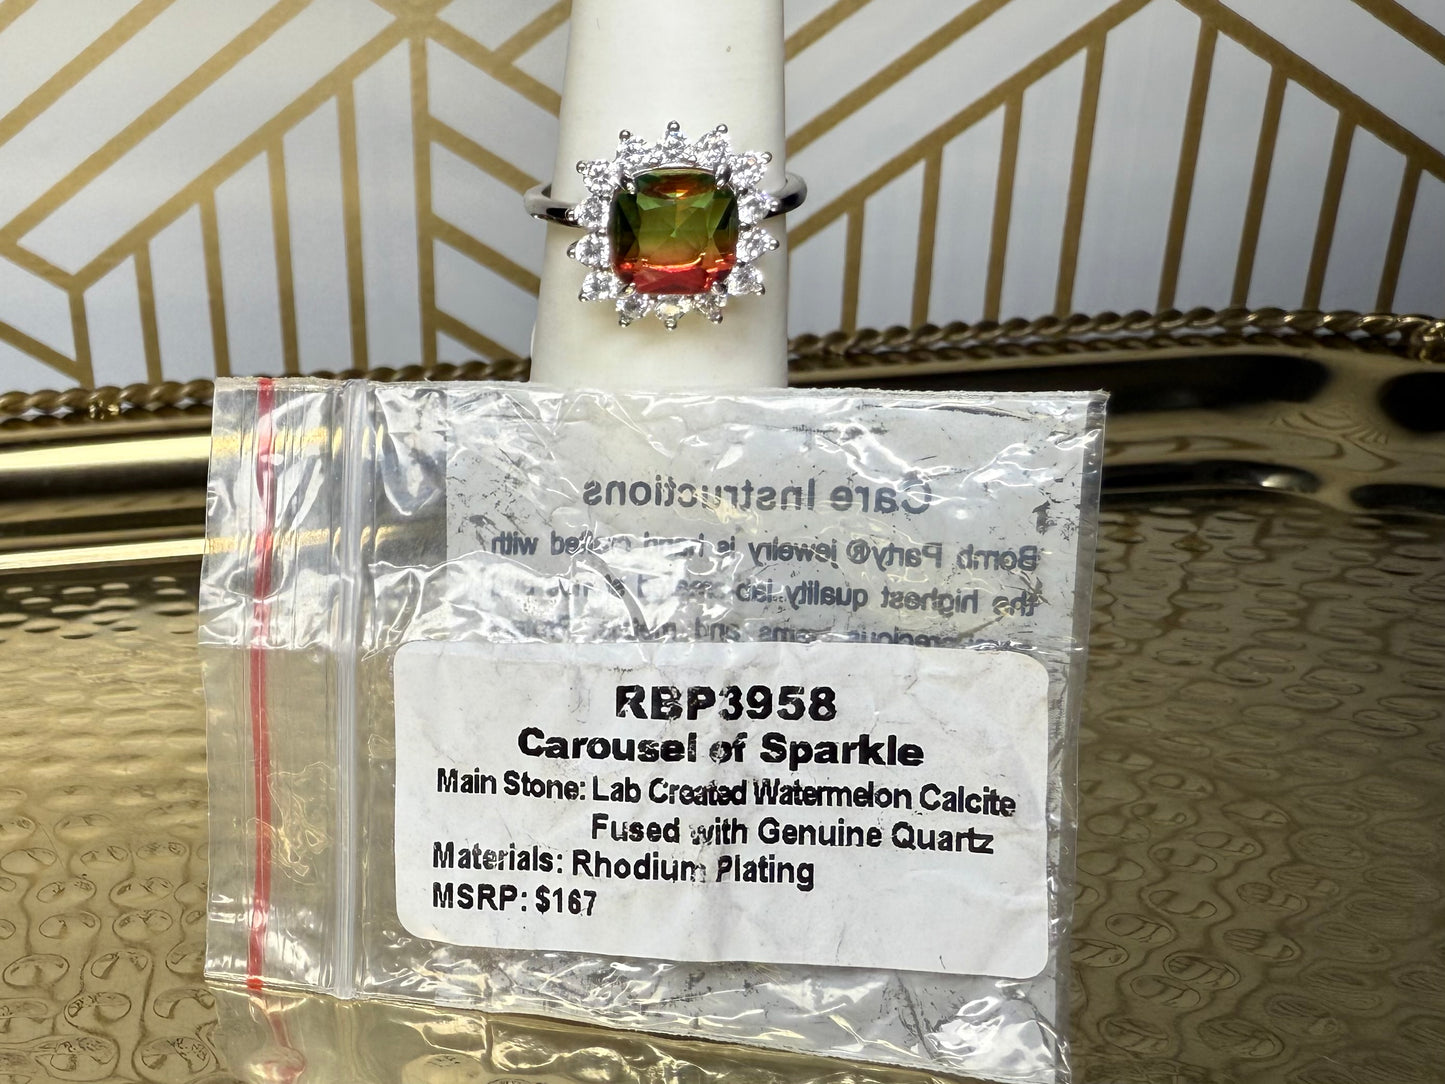 Care Instructions
Bomb Party® jewelry is hand crafted with
the highest quality lab
RBP3958
Carousel of Sparkle
Main Stone: Lab Created Watermelon Calcite
Fused with Genuine Quartz
Materials: Rhodium Plating
MSRP: $167